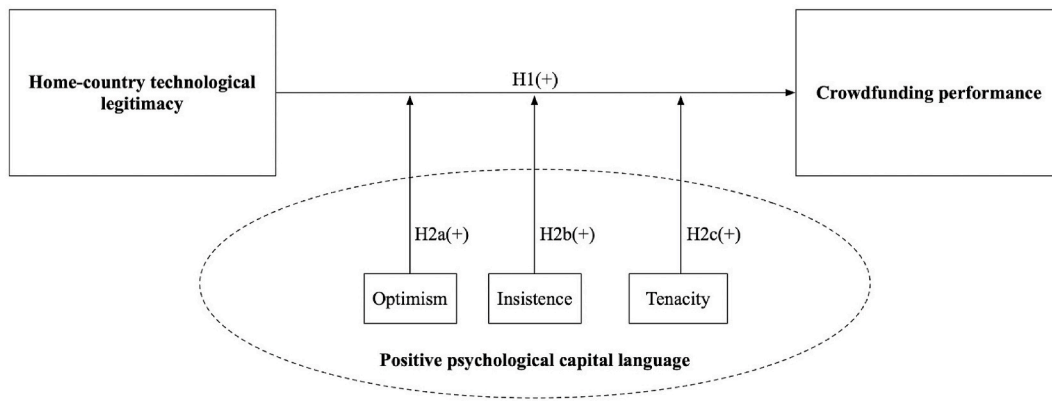 Home-country technological
legitimacy
H1(+)
Crowdfunding performance
H2a(+)
H2b(+)
H2c(+)
Optimism
Insistence
Tenacity
Positive psychological capital language